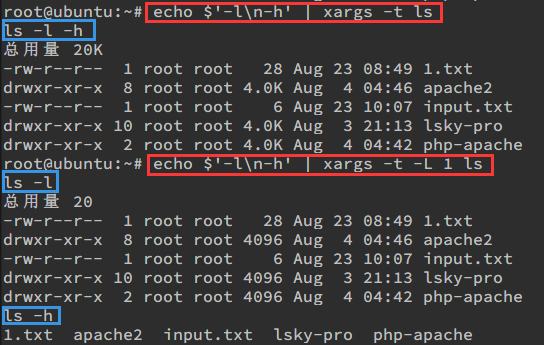 root@ubuntu:~# echo $'-l\n-h' | xargs -t ls
ls -l -h
总用量 20K
-rw-r--r--  1 root root   28 Aug 23 08:49 1.txt
drwxr-xr-x  8 root root 4.0K Aug  4 04:46 apache2
-rw-r--r--  1 root root    6 Aug 23 10:07 input.txt
drwxr-xr-x 10 root root 4.0K Aug  3 21:13 lsky-pro
drwxr-xr-x  2 root root 4.0K Aug  4 04:42 php-apache
root@ubuntu:~# echo $'-l\n-h' | xargs -t -L 1 ls
ls -l
总用量 20
-rw-r--r--  1 root root   28 Aug 23 08:49 1.txt
drwxr-xr-x  8 root root 4096 Aug  4 04:46 apache2
-rw-r--r--  1 root root    6 Aug 23 10:07 input.txt
drwxr-xr-x 10 root root 4096 Aug  3 21:13 lsky-pro
drwxr-xr-x  2 root root 4096 Aug  4 04:42 php-apache
ls -h
1.txt  apache2  input.txt  lsky-pro  php-apache